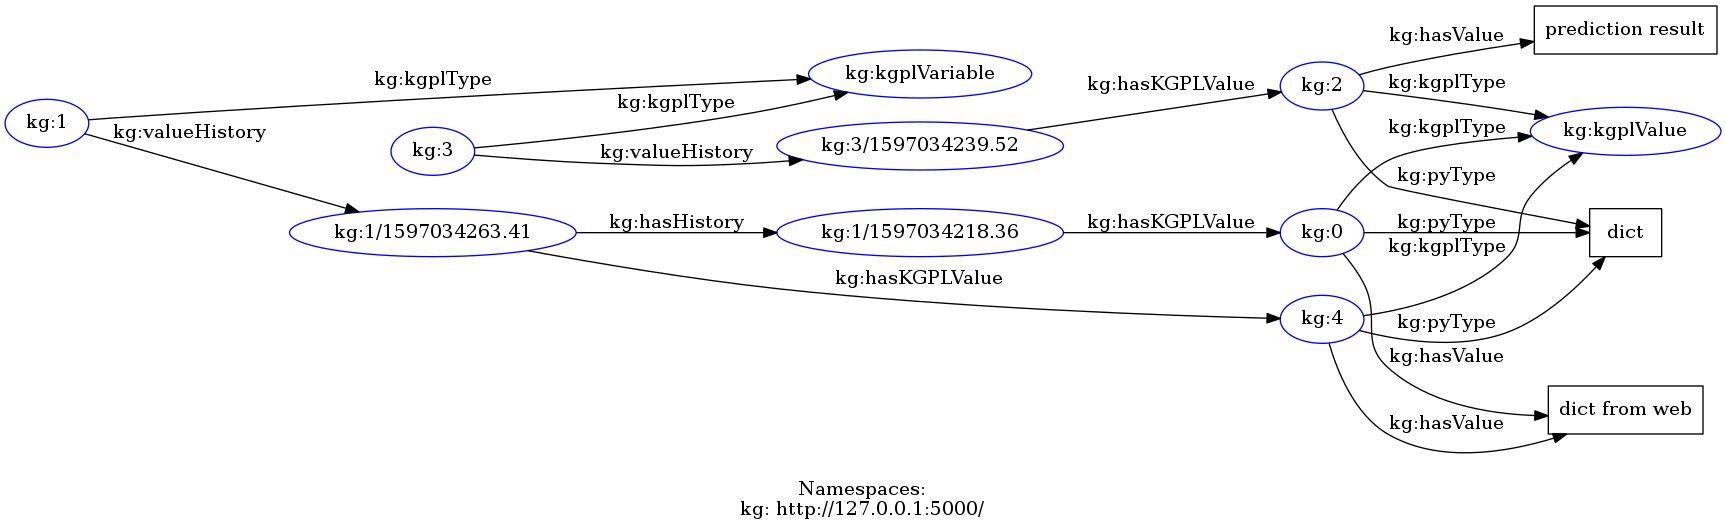 kg:hasValue
prediction result
kg:kgplType
kg:kgplVariable
kg:hasKGPLValue
kg:2
kg:kgplType
kg:kgplType
kg:1
kg:valueHistory
kg:kgplType
kg:kgplValue
kg:3
kg:valueHistory
kg:3/1597034239.52
kg:pyType
kg:1/1597034263.41
kg:hasHistory
kg:1/1597034218.36
kg:hasKGPLValue
kg:0
kg:pyType
dict
kg:kgplType
kg:hasKGPLValue
kg:4
kg:pyType
kg:hasValue
dict from web
kg:hasValue
Namespaces:
kg: http://127.0.0.1:5000/